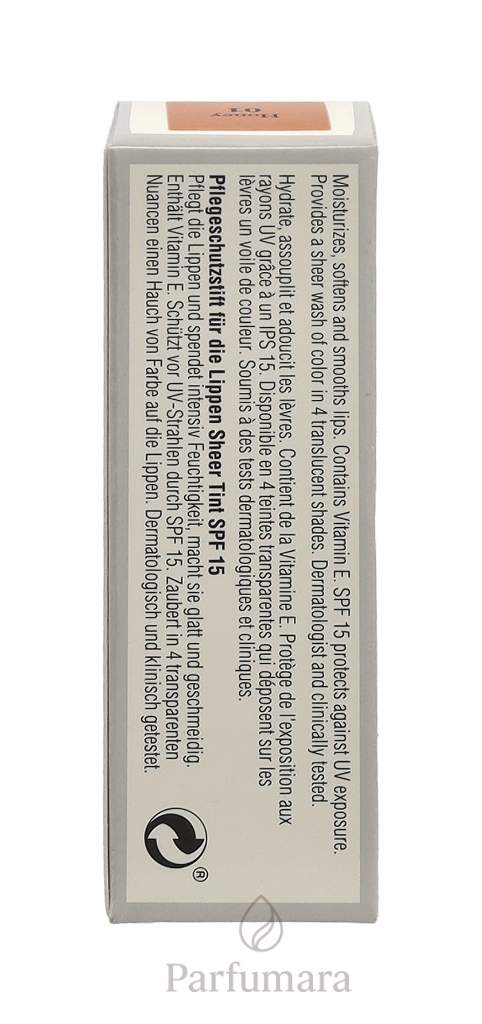 Honey
01
Moisturizes, softens and smooths lips. Contains Vitamin E. SPF 15 protects against UV exposure.
Provides a sheer wash of color in 4 translucent shades. Dermatologist and clinically tested.
Hydrate, assouplit et adoucit les lèvres. Contient de la Vitamine E. Protège de l'exposition aux
rayons UV grâce à un IPS 15. Disponible en 4 teintes transparentes qui déposent sur les
lèvres un voile de couleur. Soumis à des tests dermatologiques et cliniques.
Pflegeschutzstift für die Lippen Sheer Tint SPF 15
Pflegt die Lippen und spendet intensiv Feuchtigkeit, macht sie glatt und geschmeidig.
Enthält Vitamin E. Schützt vor UV-Strahlen durch SPF 15. Zaubert in 4 transparenten
Nuancen einen Hauch von Farbe auf die Lippen. Dermatologisch und klinisch getestet.
®
Parfumara